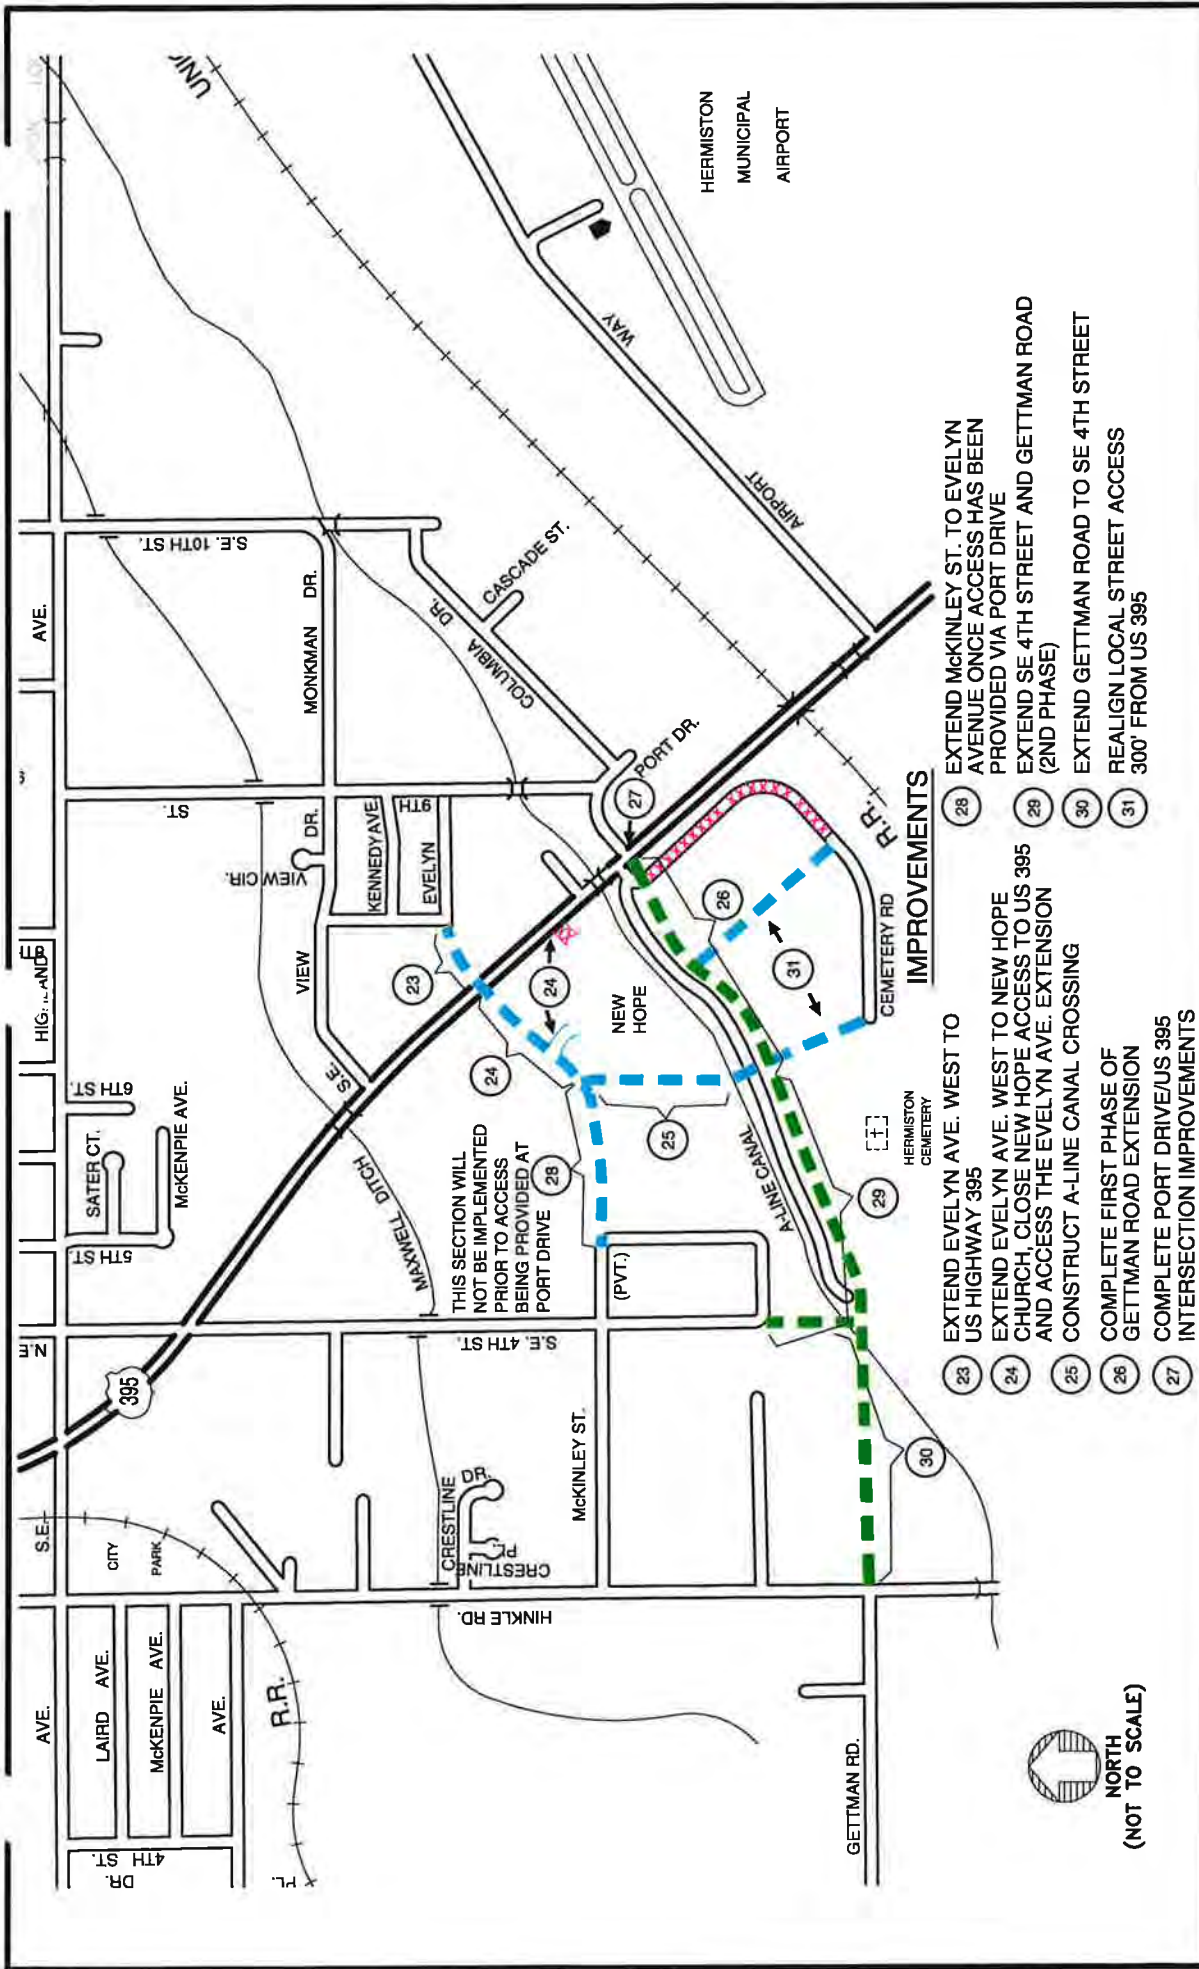 HERMISTON
MUNICIPAL
AIRPORT
AIRPORT
WAY
S.E. 10TH ST.
AVE.
MONKMAN DR.
CASCADE ST.
COLUMBIA DR.
PORT DR.
ST.
VIEW CIR.
DR.
KENNEDY AVE.
9TH
EVELYN
VIEW
S.E.
6TH ST.
SATER CT.
McKENPIE AVE.
5TH ST.
N.E.
395
MAXWELL DITCH
THIS SECTION WILL
NOT BE IMPLEMENTED
PRIOR TO ACCESS
BEING PROVIDED AT
PORT DRIVE
23
24
24
25
26
27
28
29
30
31
NEW
HOPE
A-LINE CANAL
CEMETERY RD
HERMISTON
CEMETERY
R.R.
(PVT.)
S.E. 4TH ST.
McKINLEY ST.
CRESTLINE DR.
CRESTLINE PL.
HINKLE RD.
S.E.
CITY
PARK
AVE.
LAIRD AVE.
McKENPIE AVE.
AVE.
R.R.
4TH ST.
DR.
PL.
GETTMAN RD.
NORTH
(NOT TO SCALE)
IMPROVEMENTS
23 EXTEND EVELYN AVE. WEST TO
US HIGHWAY 395
24 EXTEND EVELYN AVE. WEST TO NEW HOPE
CHURCH, CLOSE NEW HOPE ACCESS TO US 395
AND ACCESS THE EVELYN AVE. EXTENSION
25 CONSTRUCT A-LINE CANAL CROSSING
26 COMPLETE FIRST PHASE OF
GETTMAN ROAD EXTENSION
27 COMPLETE PORT DRIVE/US 395
INTERSECTION IMPROVEMENTS
28 EXTEND McKINLEY ST. TO EVELYN
AVENUE ONCE ACCESS HAS BEEN
PROVIDED VIA PORT DRIVE
29 EXTEND SE 4TH STREET AND GETTMAN ROAD
(2ND PHASE)
30 EXTEND GETTMAN ROAD TO SE 4TH STREET
31 REALIGN LOCAL STREET ACCESS
300' FROM US 395